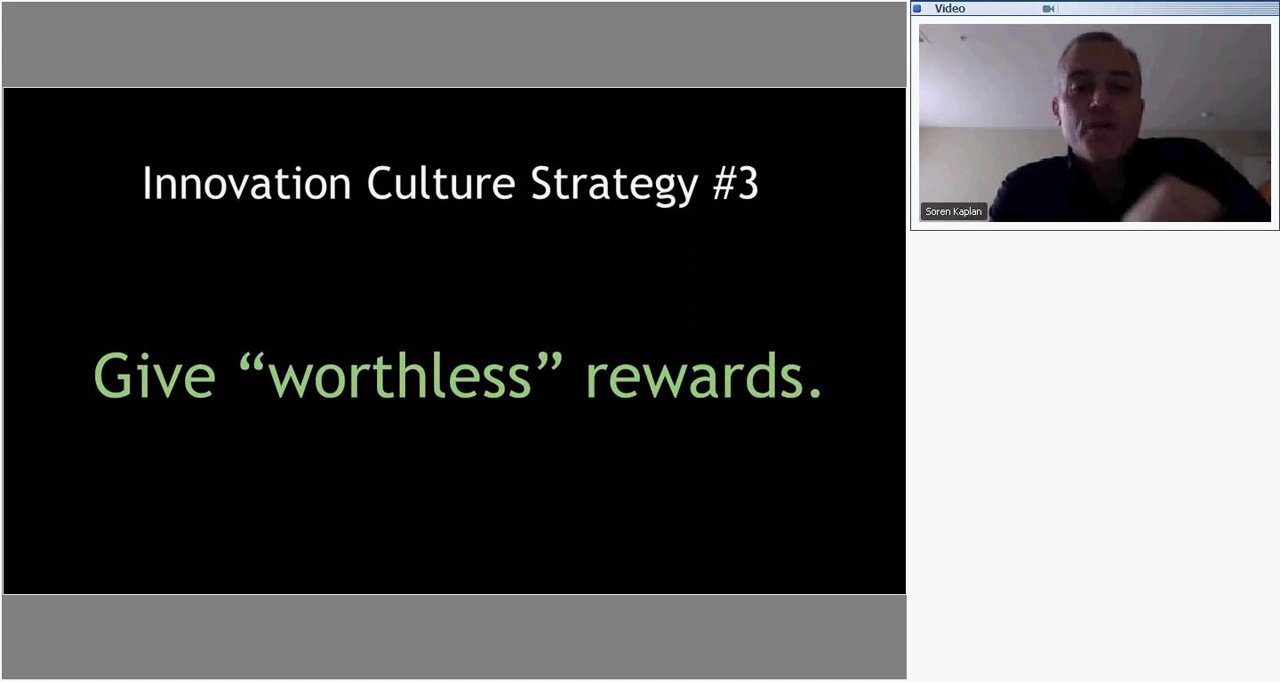 Innovation Culture Strategy #3
Give “worthless” rewards.
Video
Soren Kaplan